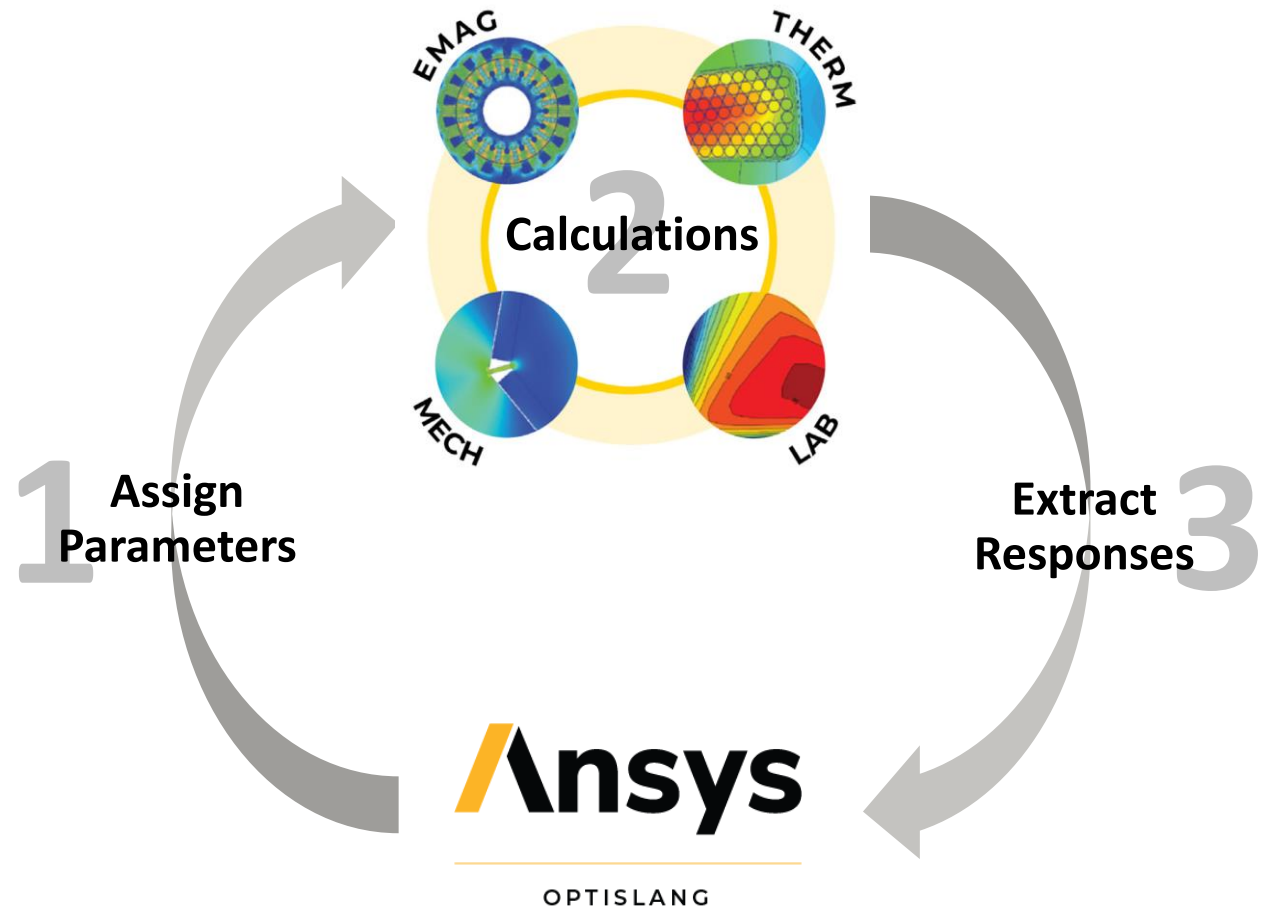 EMAG
THERM
2
Calculations
MECH
LAB
1
Assign
Parameters
Extract
Responses
3
Ansys
OPTISLANG